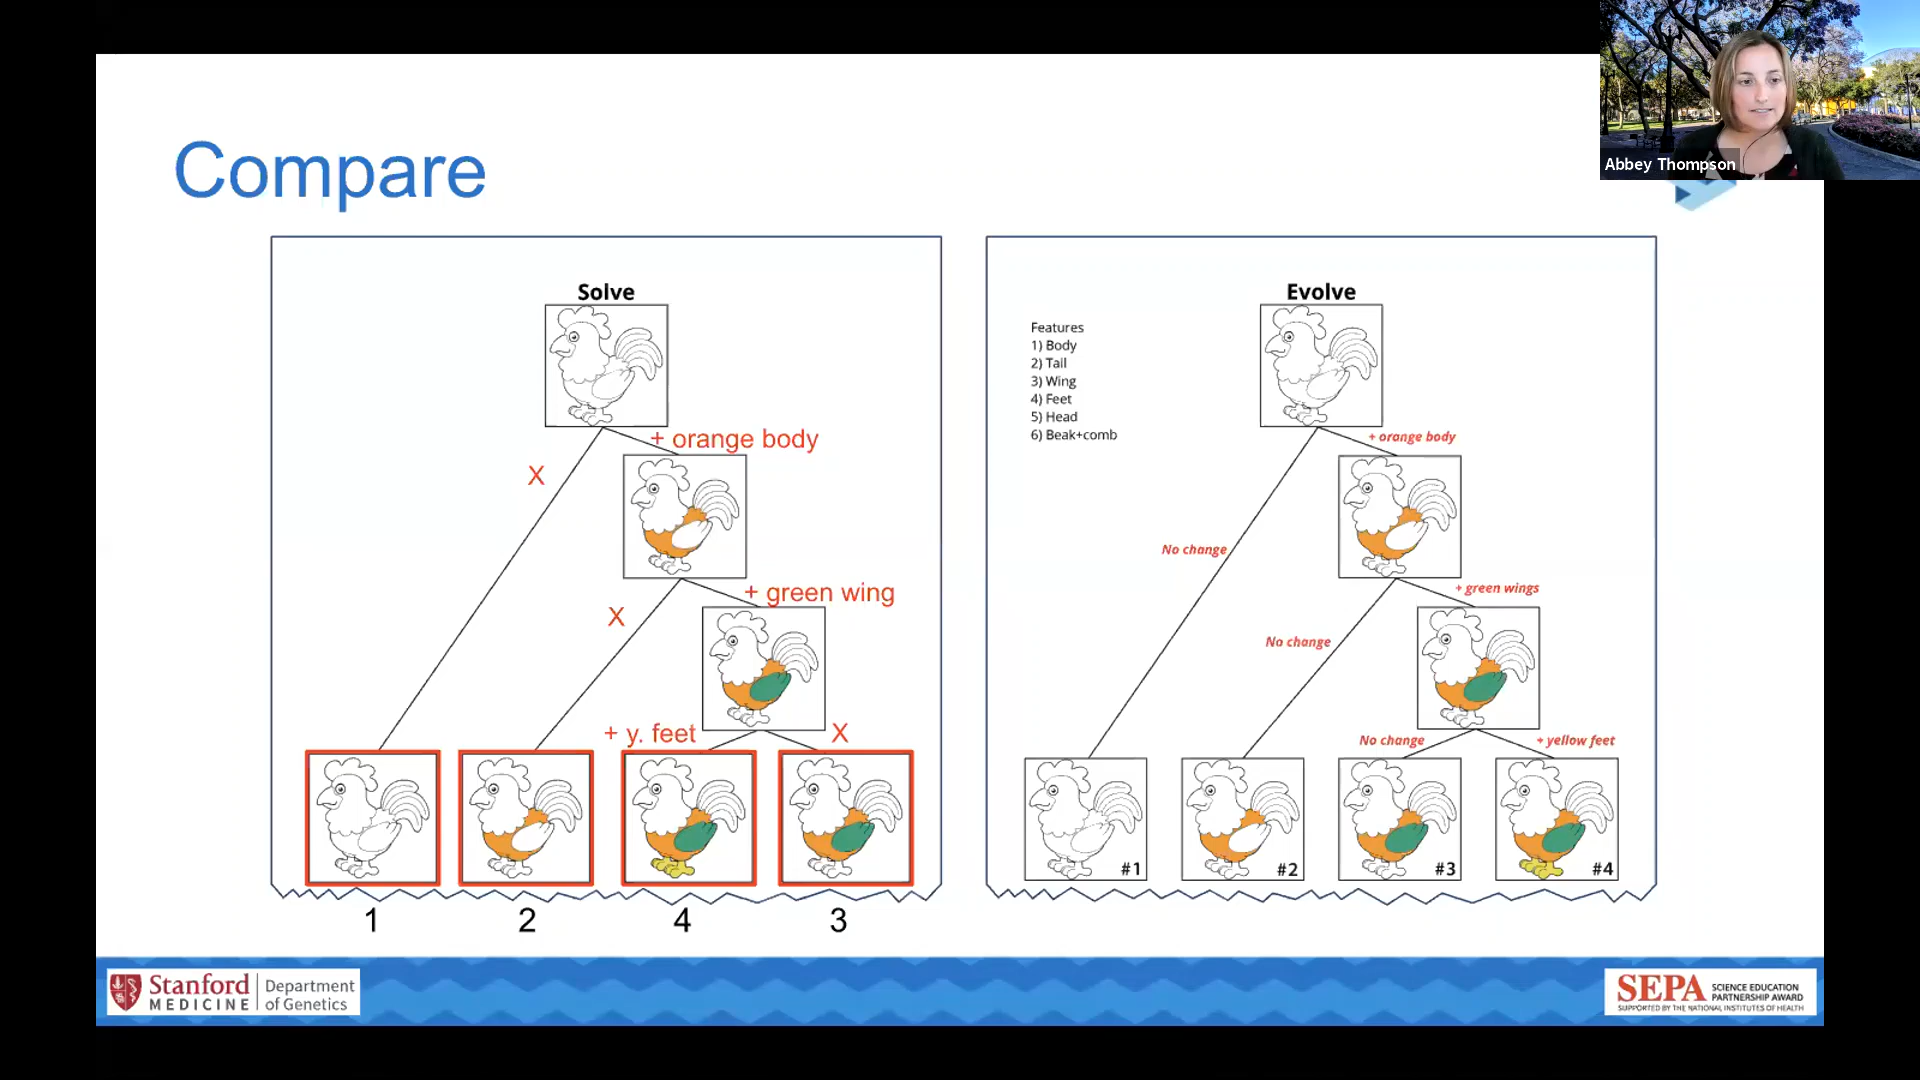 Abbey Thompson
Compare
Solve
+ orange body
X
+ green wing
X
+ y. feet
X
1
2
4
3
Evolve
Features
1) Body
2) Tail
3) Wing
4) Feet
5) Head
6) Beak+comb
+ orange body
No change
+ green wings
No change
No change
+ yellow feet
#1
#2
#3
#4
Stanford
MEDICINE
Department
of Genetics
SEPA
SCIENCE EDUCATION
PARTNERSHIP AWARD
SUPPORTED BY THE NATIONAL INSTITUTES OF HEALTH